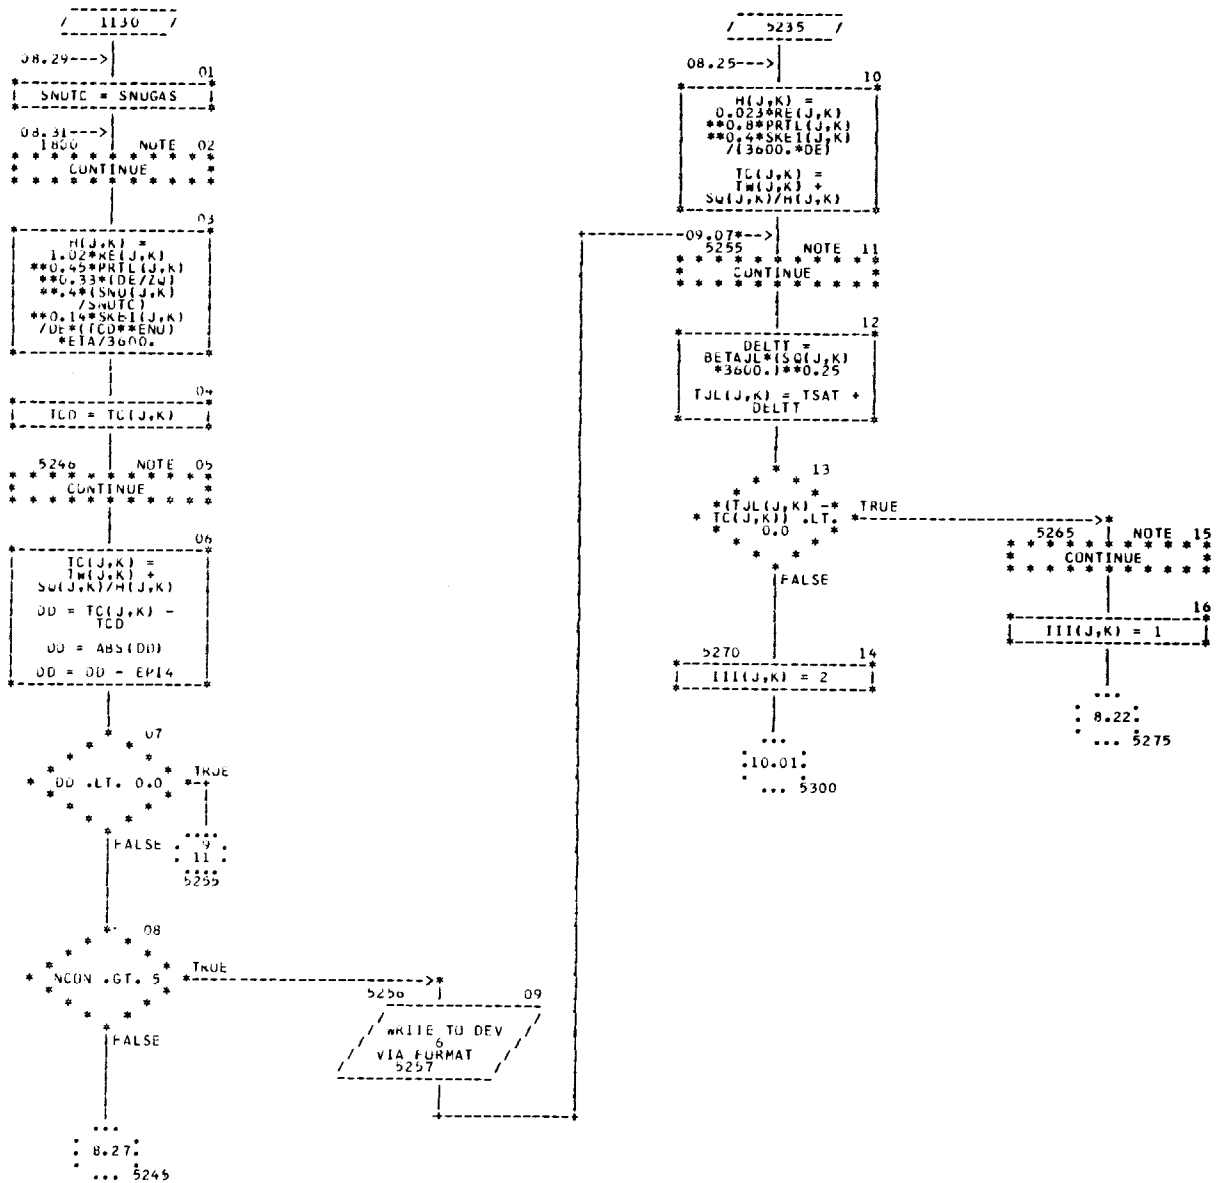 / 1130 /
08.29--->
01
SNUTC = SNUGAS
08.31--->
1800 NOTE 02
CONTINUE
03
H(J,K) =
1.02*RE(J,K)
**0.45*PRTL(J,K)
**0.33*(DE/ZW)
**.4*(SNU(J,K)
/SNUTC)
**0.14*SKEI(J,K)
/DE*(TCD**ENU)
*ETA/3600.
04
TCD = TC(J,K)
5246 NOTE 05
CONTINUE
06
TC(J,K) =
TW(J,K) +
SQ(J,K)/H(J,K)
DD = TC(J,K) -
TCD
DD = ABS(DD)
DD = DD - EPI4
07
DD .LT. 0.0
TRUE
FALSE
9
11
5255
08
NCON .GT. 5
TRUE
FALSE
5256 09
WRITE TO DEV
6
VIA FORMAT
5257
8.27
5245
/ 5235 /
08.25--->
10
H(J,K) =
0.023*RE(J,K)
**0.8*PRTL(J,K)
**0.4*SKEI(J,K)
/(3600.*DE)
TC(J,K) =
TW(J,K) +
SQ(J,K)/H(J,K)
09.07*-->
5255 NOTE 11
CONTINUE
12
DELTT =
BETAJL*(SQ(J,K)
*3600.)**0.25
TJL(J,K) = TSAT +
DELTT
13
(TJL(J,K) -
TC(J,K)) .LT.
0.0
TRUE
FALSE
5265 NOTE 15
CONTINUE
16
III(J,K) = 1
5270 14
III(J,K) = 2
8.22
5275
10.01
5300